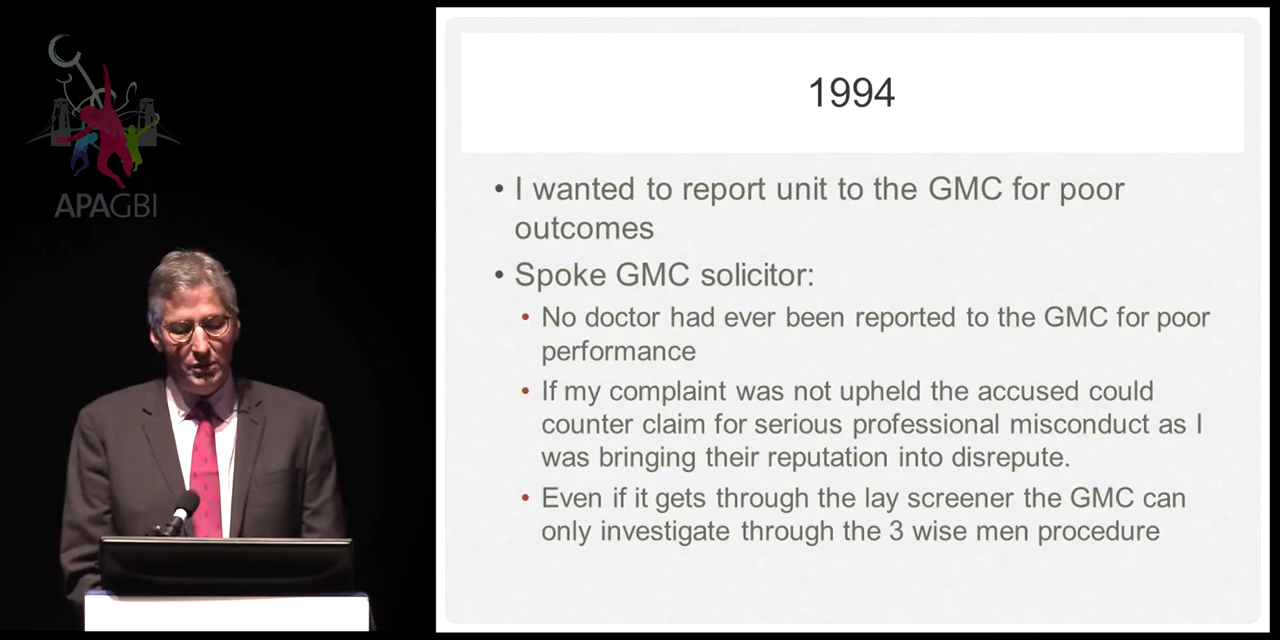 APAGBI
1994
• I wanted to report unit to the GMC for poor
outcomes
• Spoke GMC solicitor:
• No doctor had ever been reported to the GMC for poor
performance
• If my complaint was not upheld the accused could
counter claim for serious professional misconduct as I
was bringing their reputation into disrepute.
• Even if it gets through the lay screener the GMC can
only investigate through the 3 wise men procedure